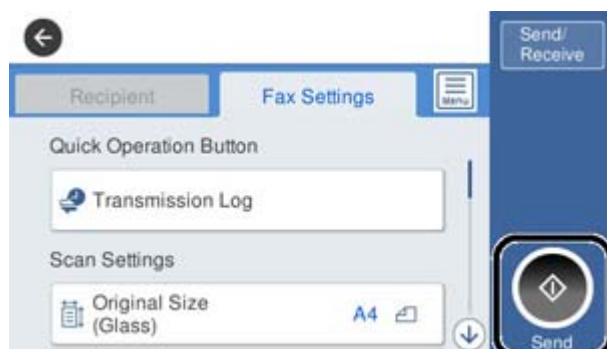 Send/
Receive
Recipient
Fax Settings
Menu
Quick Operation Button
Transmission Log
Scan Settings
Original Size
(Glass)
A4
Send